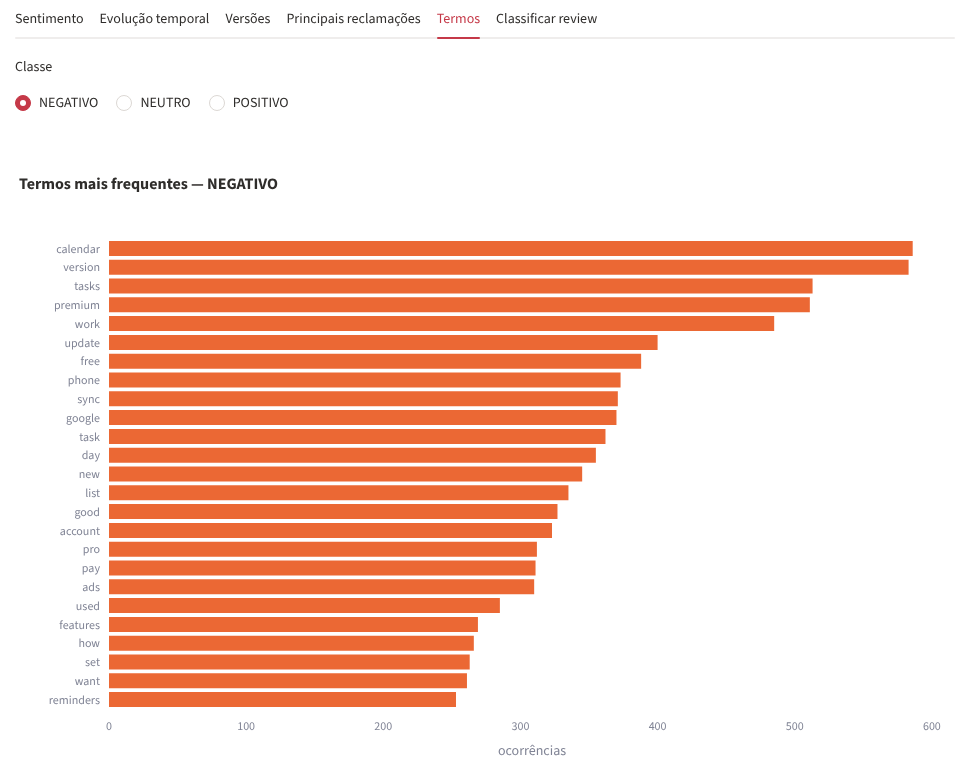 Sentimento Evolução temporal Versões Principais reclamações Termos Classificar review
Classe
NEGATIVO NEUTRO POSITIVO
Termos mais frequentes — NEGATIVO
calendar
version
tasks
premium
work
update
free
phone
sync
google
task
day
new
list
good
account
pro
pay
ads
used
features
how
set
want
reminders
0 100 200 300 400 500 600
ocorrências